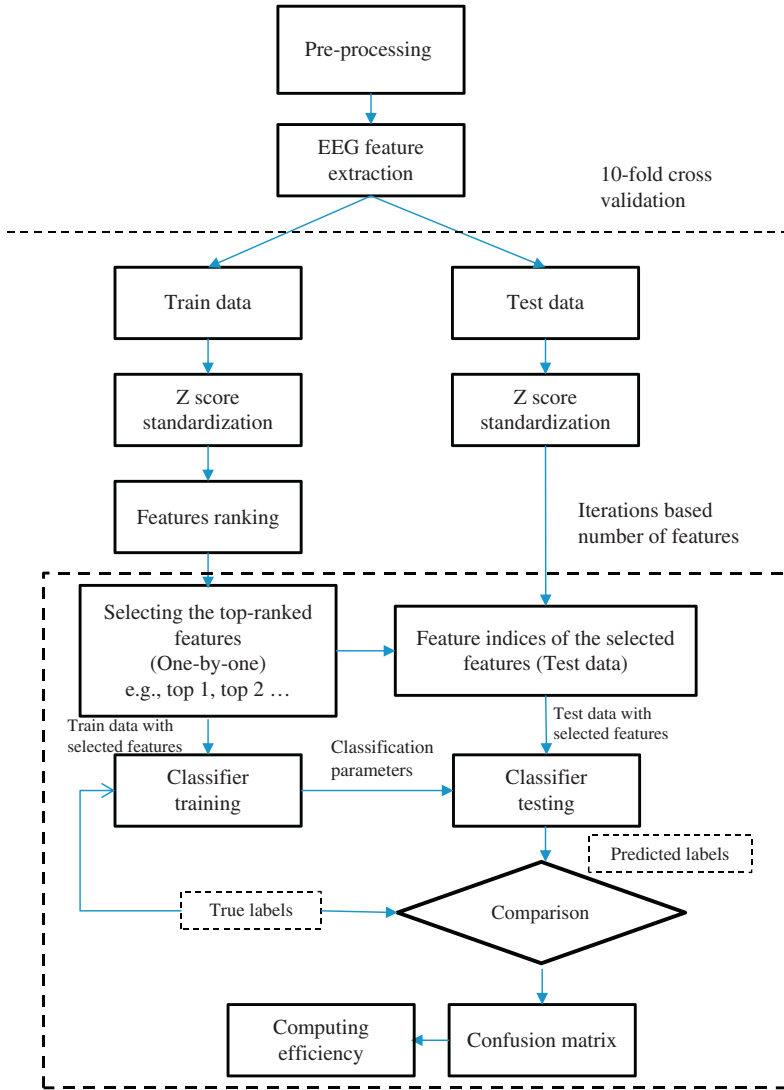 Pre-processing
EEG feature
extraction
10-fold cross
validation
Train data
Test data
Z score
standardization
Z score
standardization
Features ranking
Iterations based
number of features
Selecting the top-ranked
features
(One-by-one)
e.g., top 1, top 2 …
Feature indices of the selected
features (Test data)
Train data with
selected features
Test data with
selected features
Classification
parameters
Classifier
training
Classifier
testing
Predicted labels
True labels
Comparison
Computing
efficiency
Confusion matrix